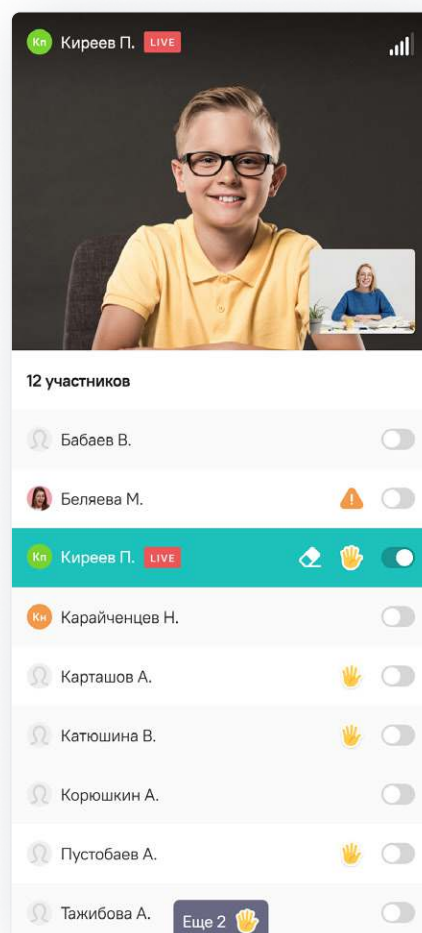 Кп Киреев П. LIVE
12 участников
Бабаев В.
Беляева М.
Кп Киреев П. LIVE
Кн Карайченцев Н.
Карташов А.
Катюшина В.
Корюшкин А.
Пустобаев А.
Тажибова А.
Еще 2